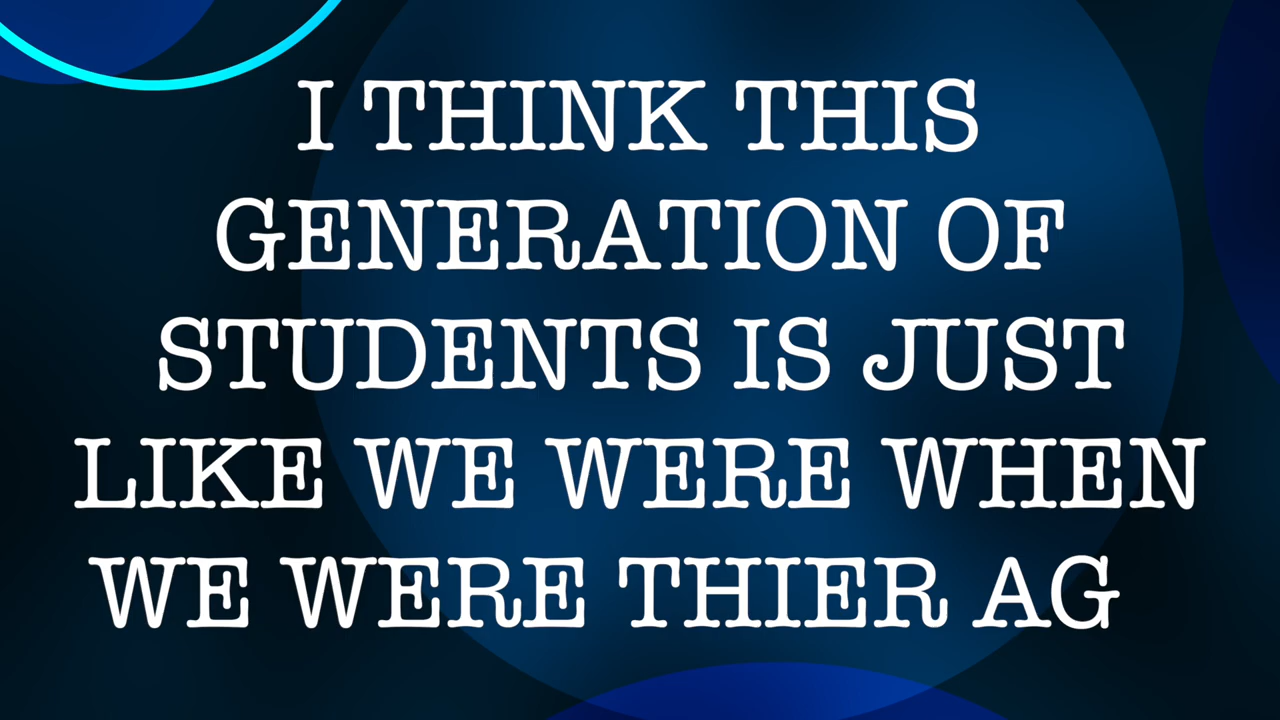 I THINK THIS
GENERATION OF
STUDENTS IS JUST
LIKE WE WERE WHEN
WE WERE THIER AG